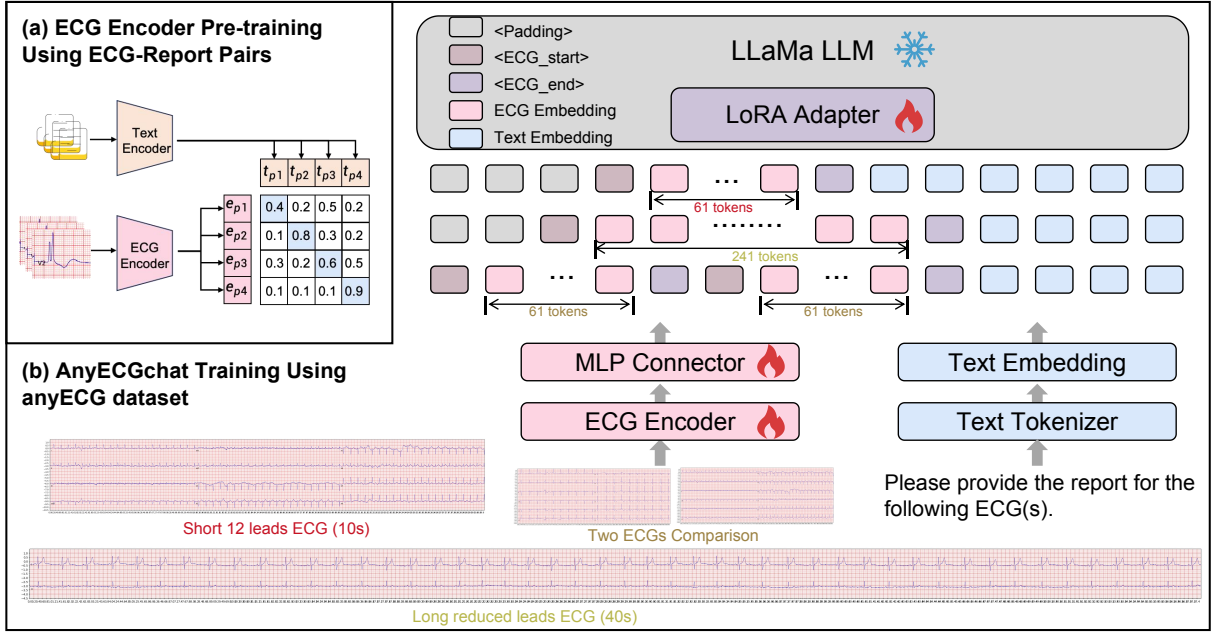 (a) ECG Encoder Pre-training
Using ECG-Report Pairs
Text
Encoder
t_p1 t_p2 t_p3 t_p4
ECG
Encoder
V2
e_p1 0.4 0.2 0.5 0.2
e_p2 0.1 0.8 0.3 0.2
e_p3 0.3 0.2 0.6 0.5
e_p4 0.1 0.1 0.1 0.9
<Padding>
<ECG_start>
<ECG_end>
ECG Embedding
Text Embedding
LLaMa LLM
LoRA Adapter
...
61 tokens
........
241 tokens
... ...
61 tokens 61 tokens
MLP Connector
ECG Encoder
Text Embedding
Text Tokenizer
Please provide the report for the
following ECG(s).
(b) AnyECGchat Training Using
anyECG dataset
Short 12 leads ECG (10s)
Two ECGs Comparison
Long reduced leads ECG (40s)